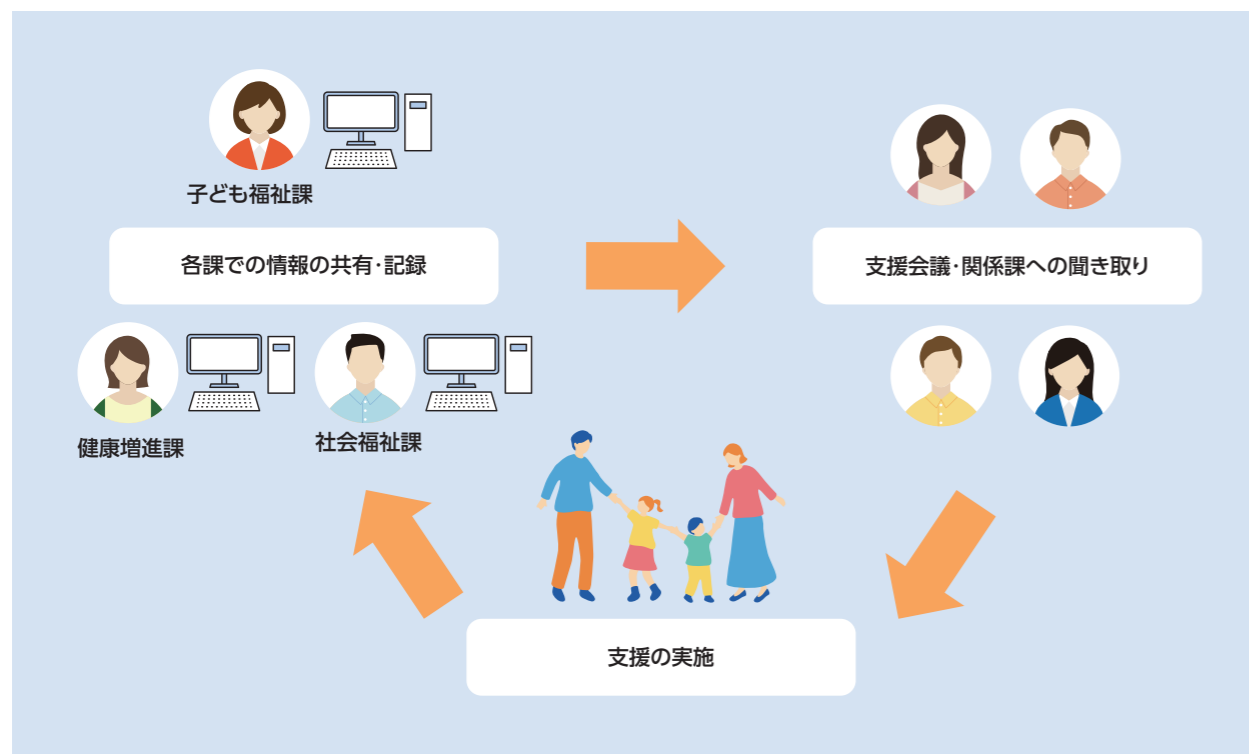 子ども福祉課
各課での情報の共有・記録
健康増進課
社会福祉課
支援会議・関係課への聞き取り
支援の実施